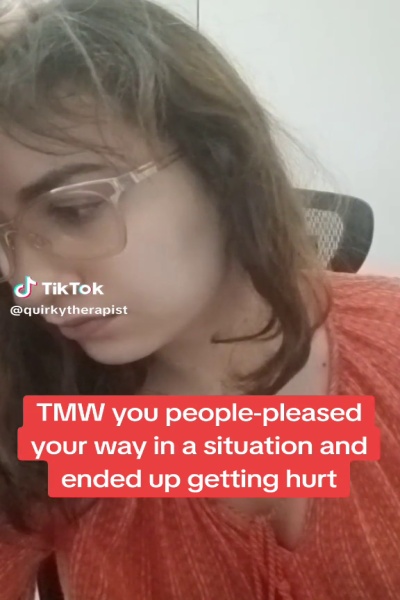 TikTok
@quirkytherapist
TMW you people-pleased
your way in a situation and
ended up getting hurt